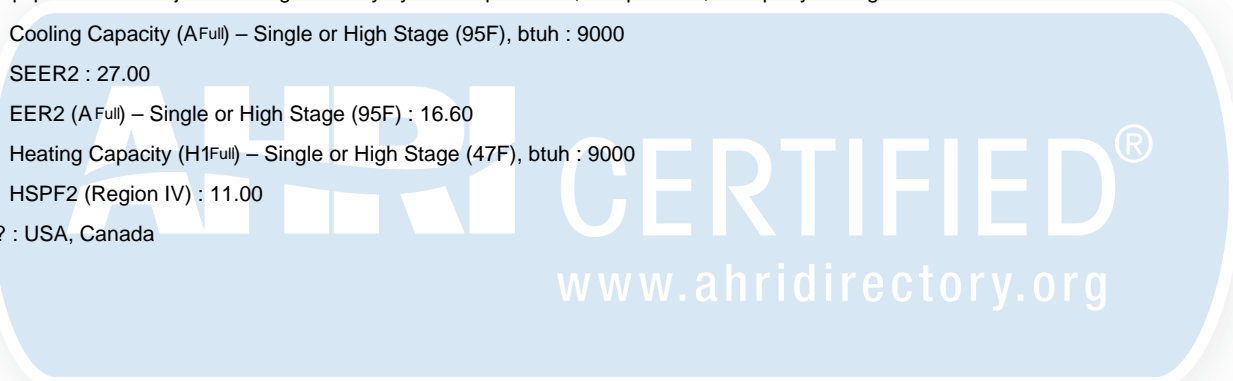 Cooling Capacity (AFull) – Single or High Stage (95F), btuh : 9000
SEER2 : 27.00
EER2 (AFull) – Single or High Stage (95F) : 16.60
Heating Capacity (H1Full) – Single or High Stage (47F), btuh : 9000
HSPF2 (Region IV) : 11.00
? : USA, Canada
AHRI CERTIFIED®
www.ahridirectory.org